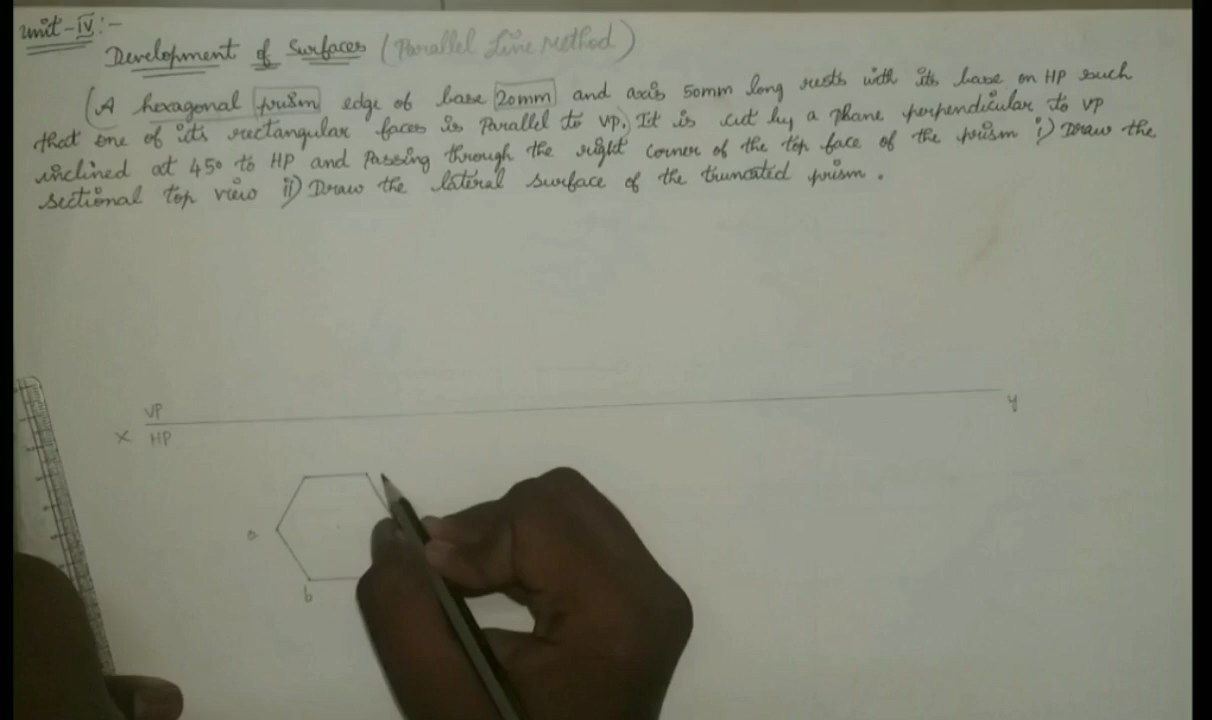 Unit-IV:-
Development of Surfaces (Parallel Line Method)
(A hexagonal prism edge of base 20mm and axis 50mm long rests with its base on HP such
that one of its rectangular faces is Parallel to VP. It is cut by a plane perpendicular to VP
inclined at 45° to HP and Passing through the right corner of the top face of the prism i) Draw the
sectional top view ii) Draw the lateral surface of the truncated prism.
VP
X HP
y
a
b